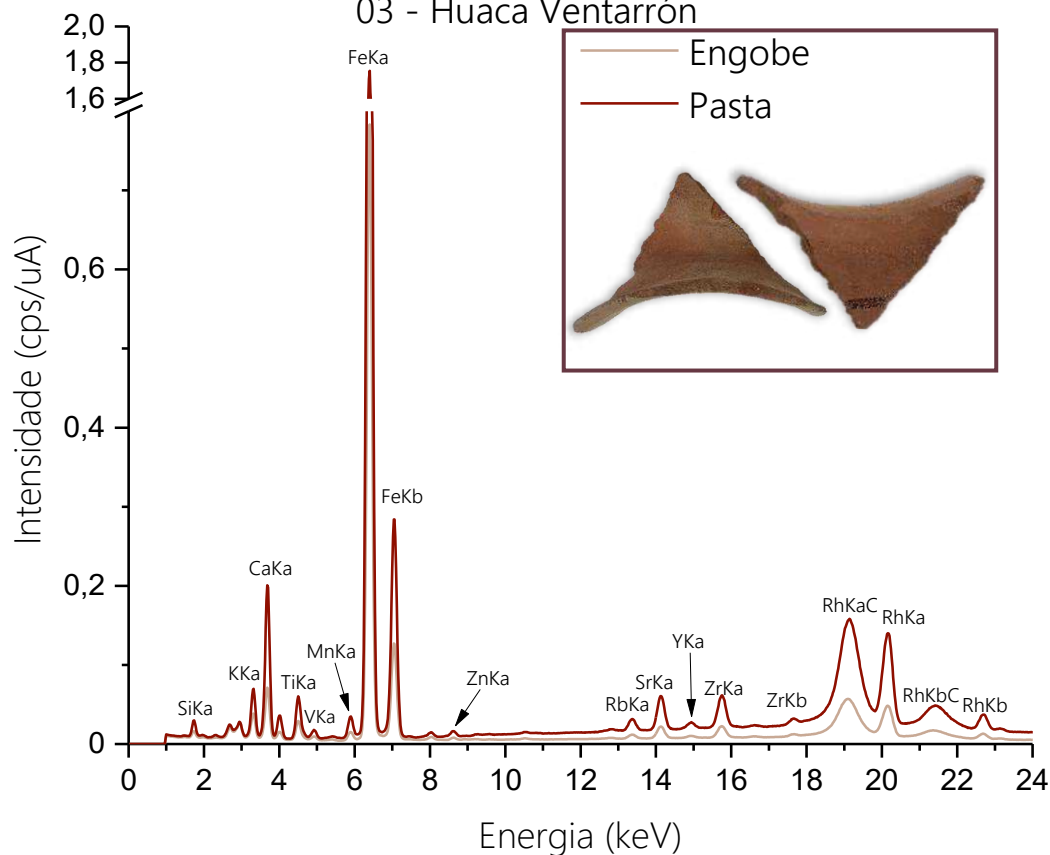 03 - Huaca Ventarrón
Engobe
Pasta
Intensidade (cps/uA)
2,0
1,8
1,6
0,6
0,4
0,2
0
FeKa
FeKb
CaKa
KKa
TiKa
SiKa
VKa
MnKa
ZnKa
RbKa
SrKa
YKa
ZrKa
ZrKb
RhKaC
RhKa
RhKbC
RhKb
0 2 4 6 8 10 12 14 16 18 20 22 24
Energia (keV)